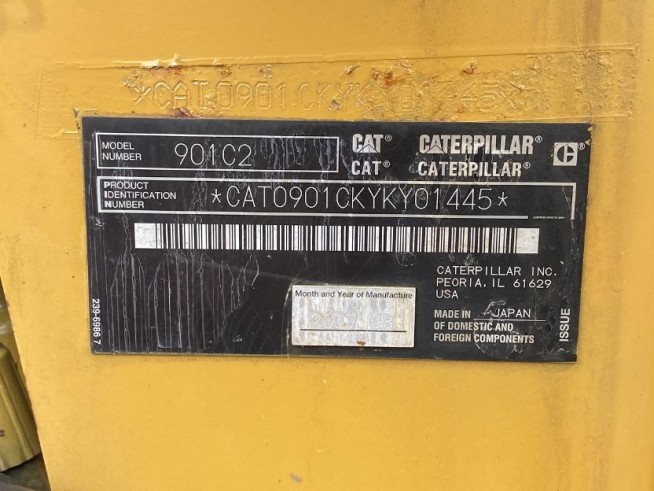 *CAT0901CKYKY01445*
MODEL NUMBER 901C2
CAT® CATERPILLAR® C
CAT® CATERPILLAR®
PRODUCT IDENTIFICATION NUMBER *CAT0901CKYKY01445*
CATERPILLAR INC.
PEORIA, IL 61629
USA
Month and Year of Manufacture
MADE IN JAPAN
OF DOMESTIC AND
FOREIGN COMPONENTS
ISSUE
239-6986 7